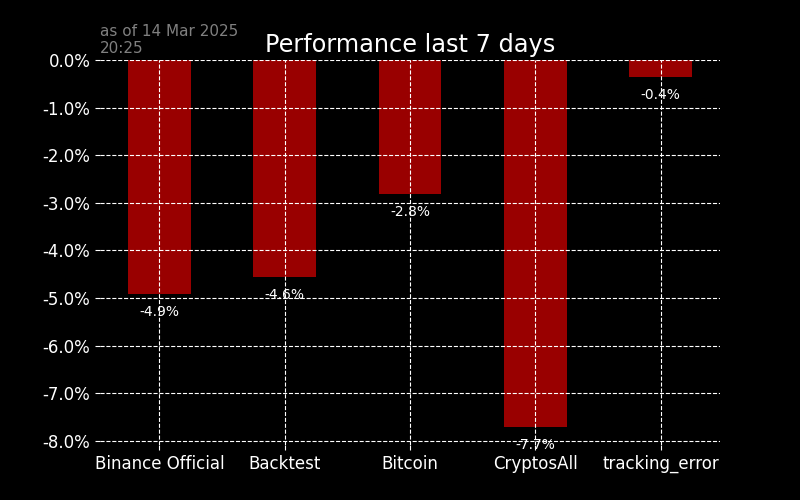 as of 14 Mar 2025
20:25
Performance last 7 days
0.0%
-1.0%
-2.0%
-3.0%
-4.0%
-5.0%
-6.0%
-7.0%
-8.0%
-4.9%
-4.6%
-2.8%
-7.7%
-0.4%
Binance Official
Backtest
Bitcoin
CryptosAll
tracking_error